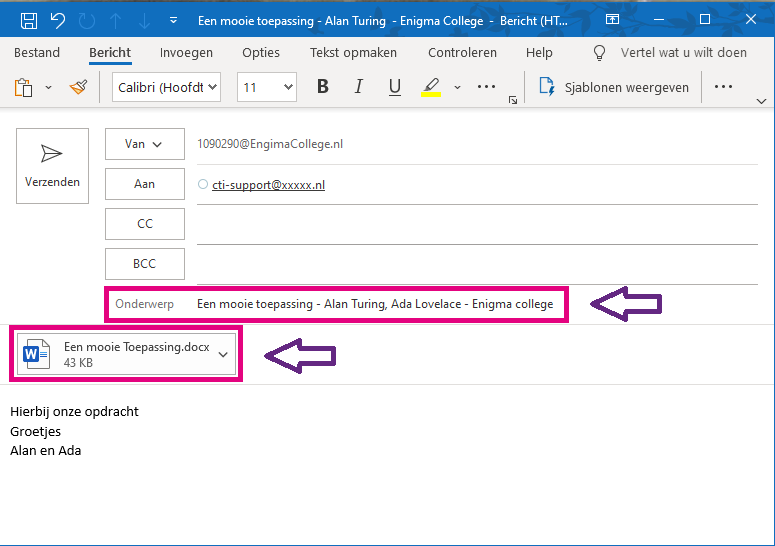 Een mooie toepassing - Alan Turing  - Enigma College  - Bericht (HT...
Bestand Bericht Invoegen Opties Tekst opmaken Controleren Help Vertel wat u wilt doen
Calibri (Hoofdt 11 B I U Sjablonen weergeven
Verzenden
Van 1090290@EngimaCollege.nl
Aan cti-support@xxxxx.nl
CC
BCC
Onderwerp Een mooie toepassing - Alan Turing, Ada Lovelace - Enigma college
Een mooie Toepassing.docx
43 KB
Hierbij onze opdracht
Groetjes
Alan en Ada